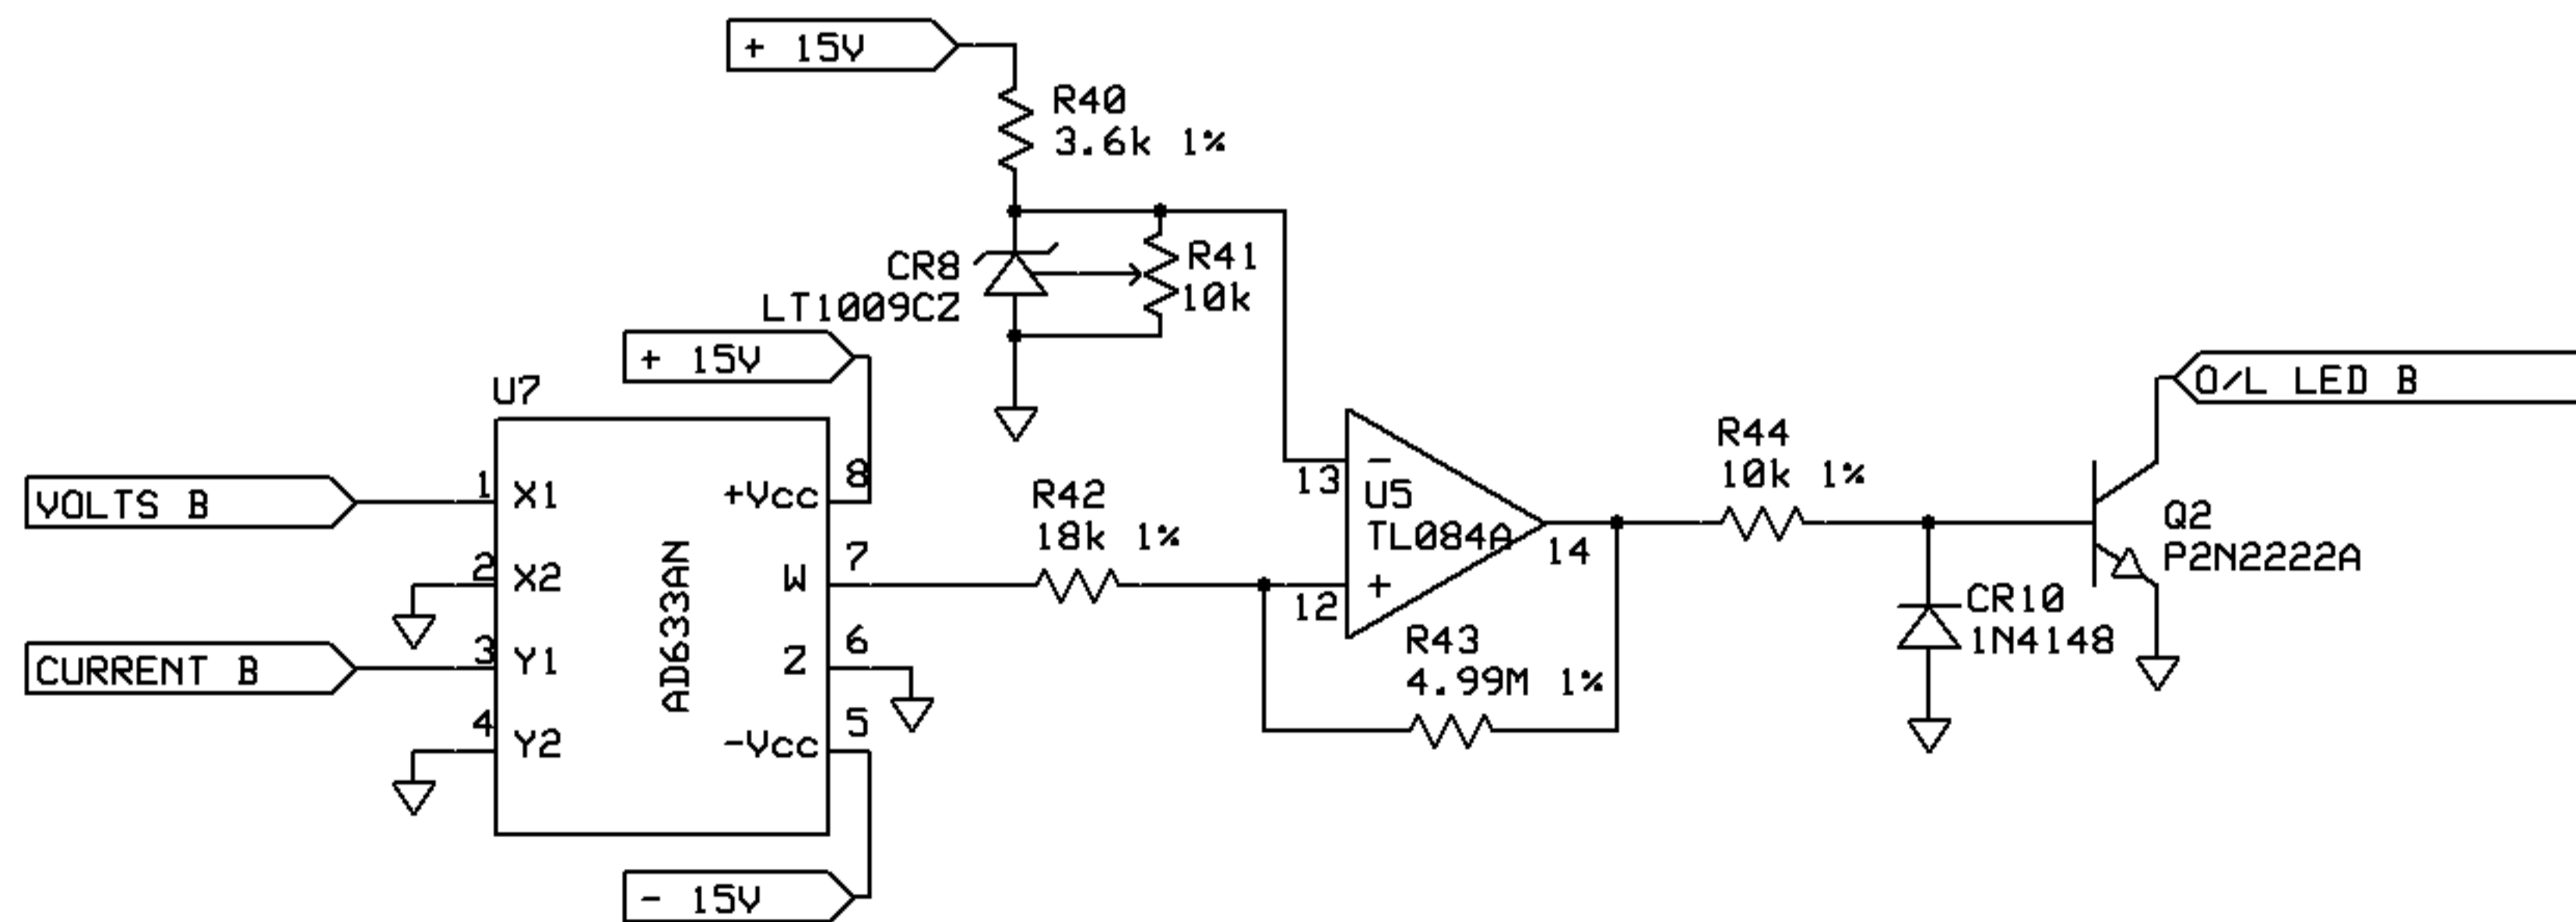 + 15V
R40
3.6k 1%
CR8
LT1009CZ
R41
10k
+ 15V
U7
VOLTS B
1
X1
+Vcc
8
2
X2
W
7
CURRENT B
3
Y1
Z
6
4
Y2
-Vcc
5
AD633AN
- 15V
R42
18k 1%
13
-
U5
TL084A
12
+
14
R43
4.99M 1%
R44
10k 1%
O/L LED B
Q2
P2N2222A
CR10
1N4148